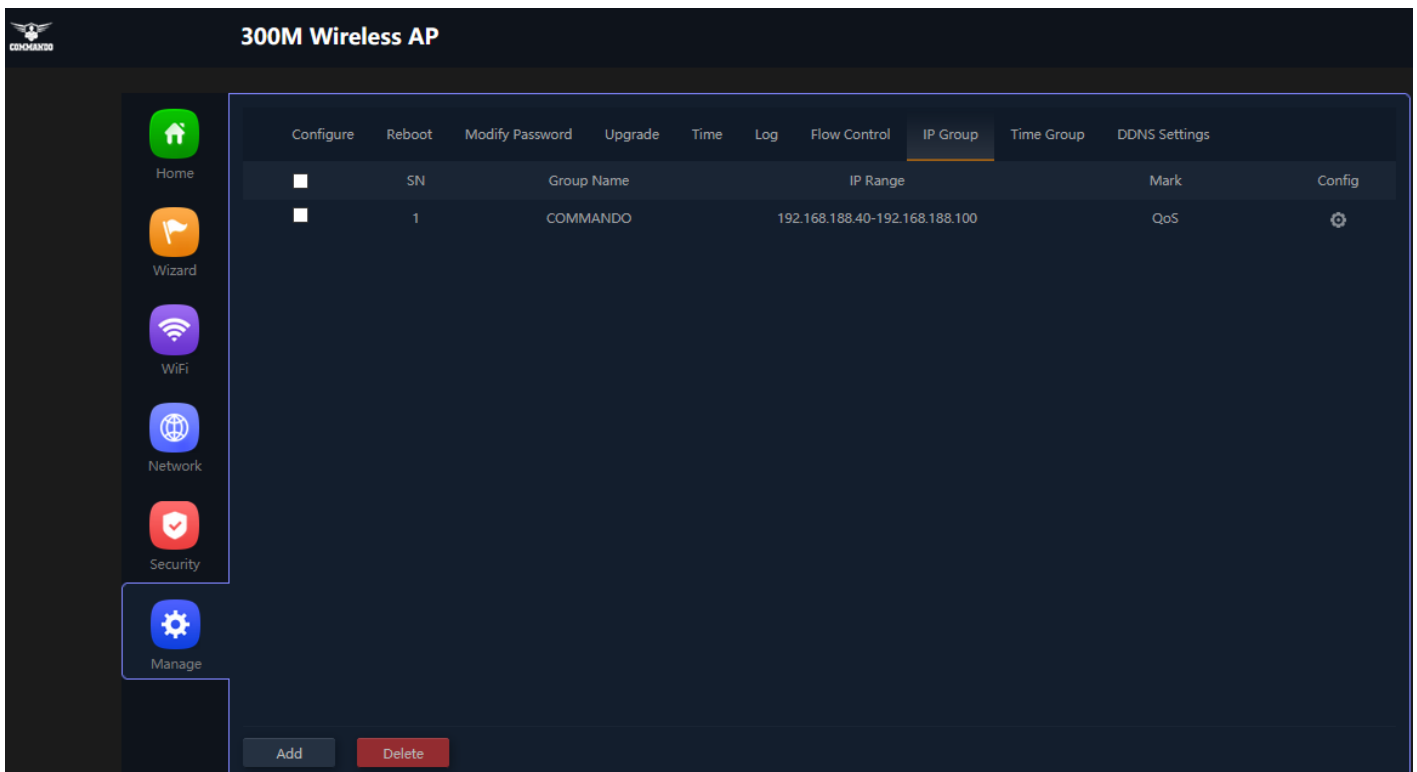 COMMANDO
300M Wireless AP
Configure Reboot Modify Password Upgrade Time Log Flow Control IP Group Time Group DDNS Settings
Home
SN Group Name IP Range Mark Config
1 COMMANDO 192.168.188.40-192.168.188.100 QoS
Wizard
WiFi
Network
Security
Manage
Add Delete